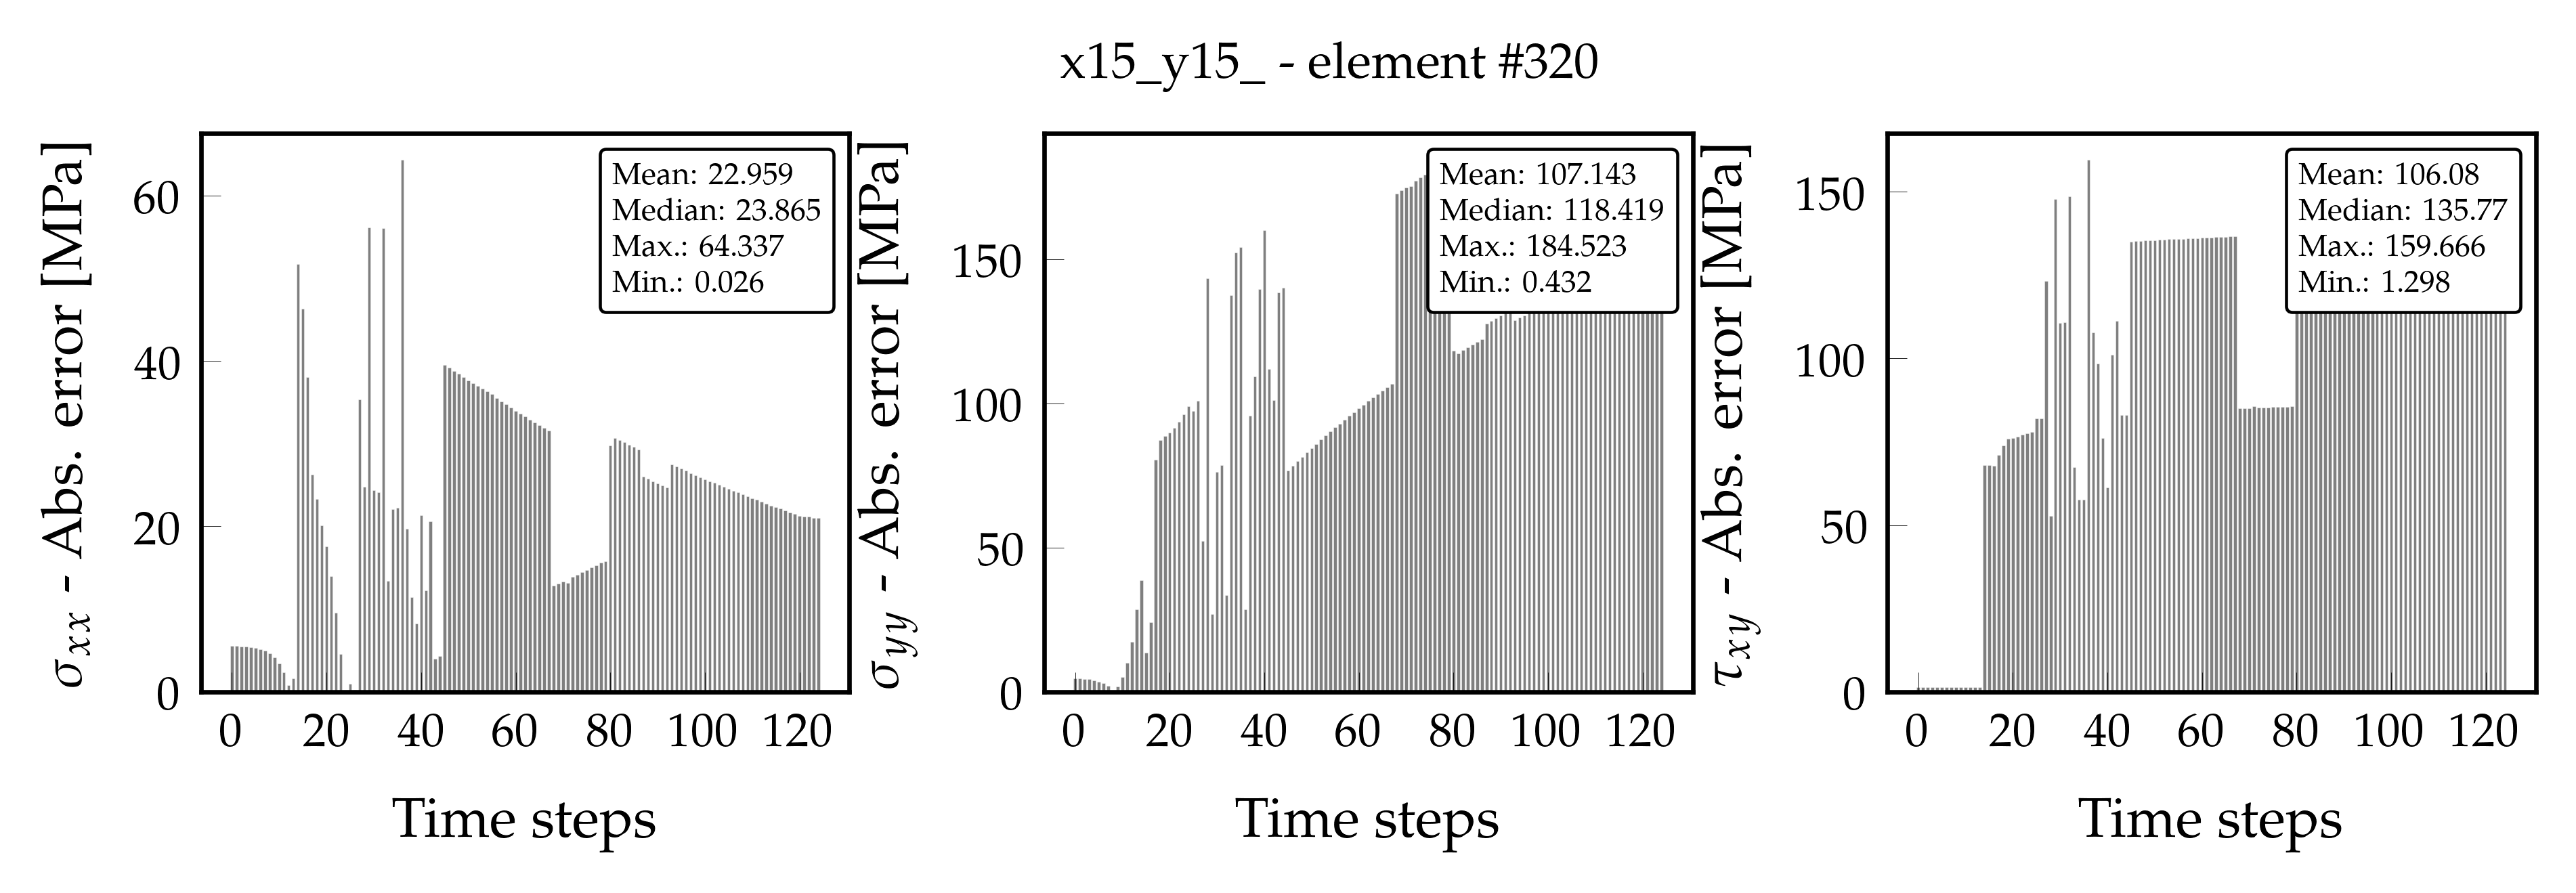 x15_y15_ - element #320
σxx - Abs. error [MPa]
60
40
20
0
Mean: 22.959
Median: 23.865
Max.: 64.337
Min.: 0.026
0 20 40 60 80 100 120
Time steps
σyy - Abs. error [MPa]
150
100
50
0
Mean: 107.143
Median: 118.419
Max.: 184.523
Min.: 0.432
0 20 40 60 80 100 120
Time steps
τxy - Abs. error [MPa]
150
100
50
0
Mean: 106.08
Median: 135.77
Max.: 159.666
Min.: 1.298
0 20 40 60 80 100 120
Time steps